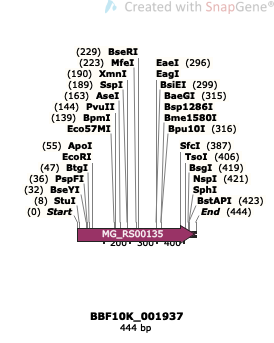 Created with SnapGene®
(229) BseRI
(223) MfeI EaeI (296)
(190) XmnI EagI
(189) SspI BsiEI (299)
(163) AseI BaeGI (315)
(144) PvuII Bsp1286I
(139) BpmI Bme1580I
Eco57MI Bpu10I (316)
(55) ApoI SfcI (387)
EcoRI TsoI (406)
(47) BtgI BsgI (419)
(36) PspFI NspI (421)
(32) BseYI SphI
(8) StuI BstAPI (423)
(0) Start End (444)
MG_RS00135
200 300 400
BBF10K_001937
444 bp